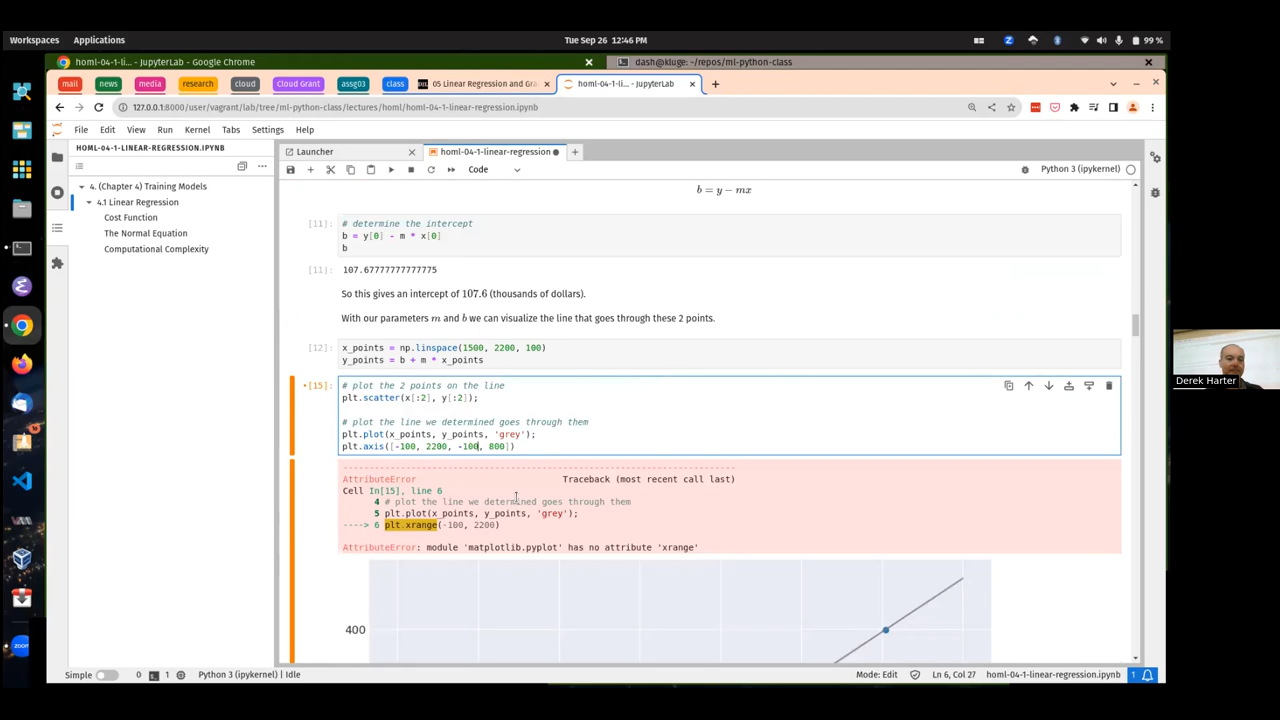 Workspaces Applications Tue Sep 26 12:46 PM 99 %
homl-04-1-li... - JupyterLab - Google Chrome dash@kluge: ~/repos/ml-python-class
mail news media research cloud Cloud Grant assg03 class 05 Linear Regression and Gr homl-04-1-li... - JupyterLab
127.0.0.1:8000/user/vagrant/lab/tree/ml-python-class/lectures/homl/homl-04-1-linear-regression.ipynb
File Edit View Run Kernel Tabs Settings Help
HOML-04-1-LINEAR-REGRESSION.IPYNB
4. (Chapter 4) Training Models
4.1 Linear Regression
Cost Function
The Normal Equation
Computational Complexity
Launcher homl-04-1-linear-regression
Code Python 3 (ipykernel)
b = y − mx
[11]: # determine the intercept
b = y[0] - m * x[0]
b
[11]: 107.67777777777775
So this gives an intercept of 107.6 (thousands of dollars).
With our parameters m and b we can visualize the line that goes through these 2 points.
[12]: x_points = np.linspace(1500, 2200, 100)
y_points = b + m * x_points
[15]: # plot the 2 points on the line
plt.scatter(x[:2], y[:2]);
# plot the line we determined goes through them
plt.plot(x_points, y_points, 'grey');
plt.axis([-100, 2200, -100, 800])
AttributeError Traceback (most recent call last)
Cell In[15], line 6
4 # plot the line we determined goes through them
5 plt.plot(x_points, y_points, 'grey');
----> 6 plt.xrange(-100, 2200)
AttributeError: module 'matplotlib.pyplot' has no attribute 'xrange'
400
Derek Harter
Simple 0 1 Python 3 (ipykernel) | Idle Mode: Edit Ln 6, Col 27 homl-04-1-linear-regression.ipynb 1